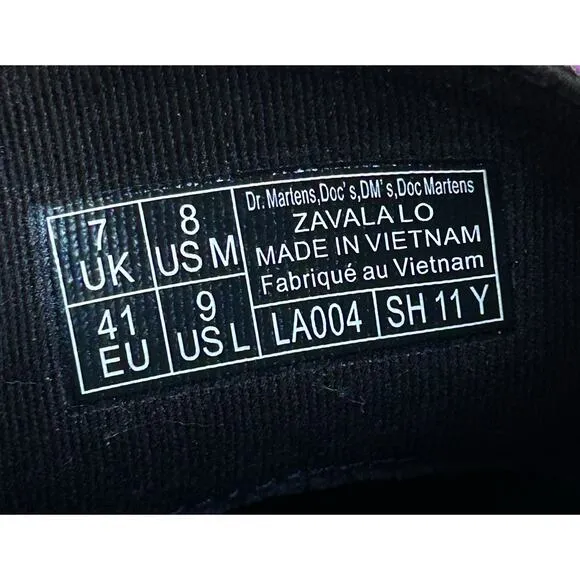 7 UK
8 US M
41 EU
9 US L
Dr. Martens,Doc's,DM's,Doc Martens
ZAVALA LO
MADE IN VIETNAM
Fabriqué au Vietnam
LA004
SH 11 Y